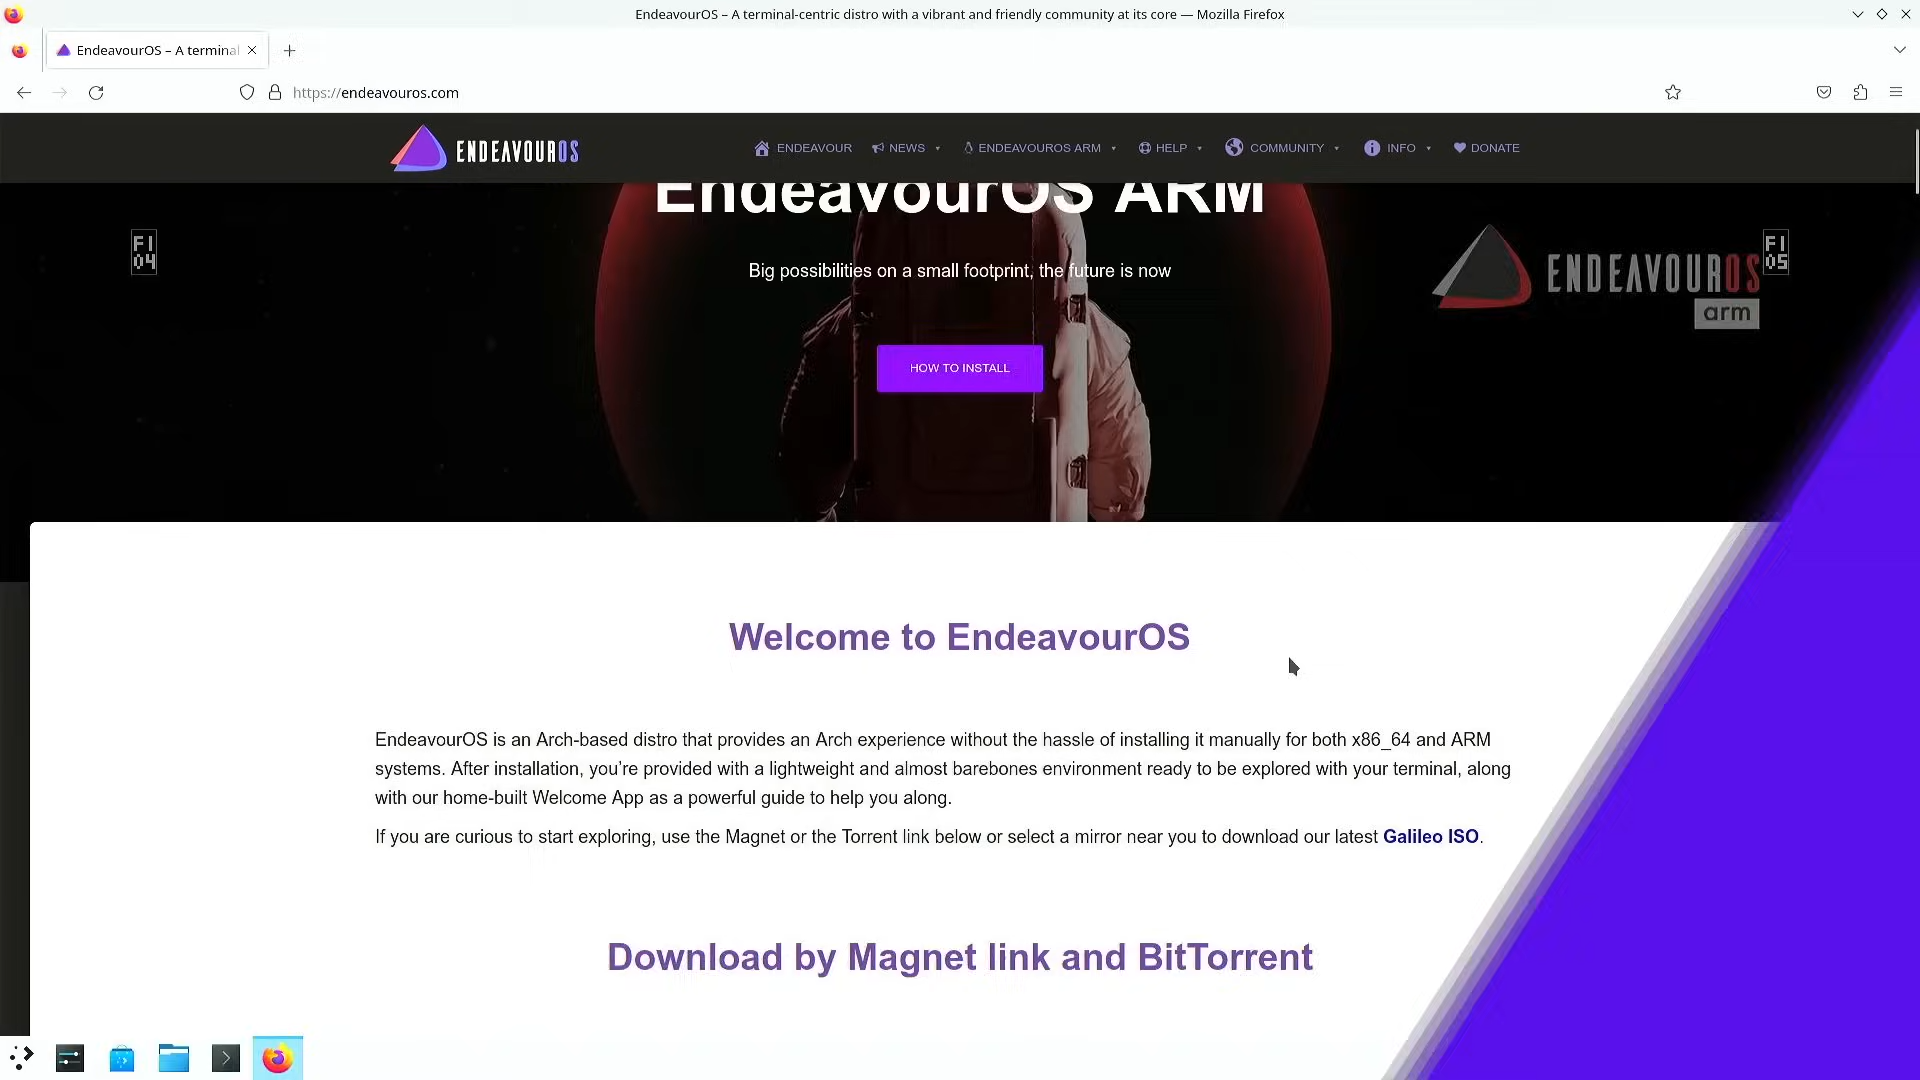 EndeavourOS – A terminal-centric distro with a vibrant and friendly community at its core — Mozilla Firefox
EndeavourOS – A terminal
https://endeavouros.com
ENDEAVOUROS
ENDEAVOUR
NEWS
ENDEAVOUROS ARM
HELP
COMMUNITY
INFO
DONATE
EndeavourOS ARM
FI
04
ENDEAVOUROS
arm
FI
05
Big possibilities on a small footprint, the future is now
HOW TO INSTALL
Welcome to EndeavourOS
EndeavourOS is an Arch-based distro that provides an Arch experience without the hassle of installing it manually for both x86_64 and ARM
systems. After installation, you’re provided with a lightweight and almost barebones environment ready to be explored with your terminal, along
with our home-built Welcome App as a powerful guide to help you along.
If you are curious to start exploring, use the Magnet or the Torrent link below or select a mirror near you to download our latest Galileo ISO.
Download by Magnet link and BitTorrent